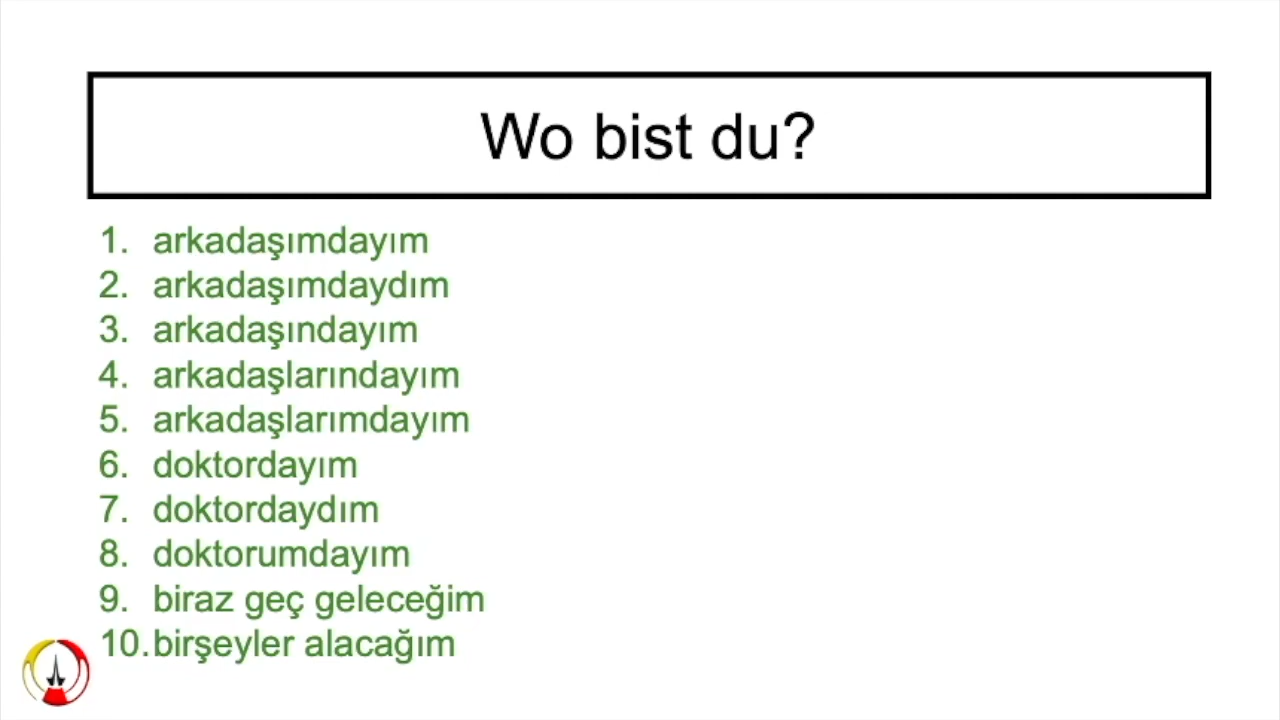 Wo bist du?
1. arkadaşımdayım
2. arkadaşımdaydım
3. arkadaşındayım
4. arkadaşlarındayım
5. arkadaşlarımdayım
6. doktordayım
7. doktordaydım
8. doktorumdayım
9. biraz geç geleceğim
10. birşeyler alacağım